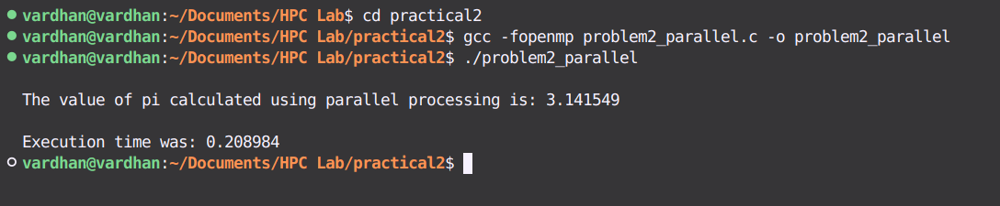 vardhan@vardhan:~/Documents/HPC Lab$ cd practical2
vardhan@vardhan:~/Documents/HPC Lab/practical2$ gcc -fopenmp problem2_parallel.c -o problem2_parallel
vardhan@vardhan:~/Documents/HPC Lab/practical2$ ./problem2_parallel
The value of pi calculated using parallel processing is: 3.141549
Execution time was: 0.208984
vardhan@vardhan:~/Documents/HPC Lab/practical2$